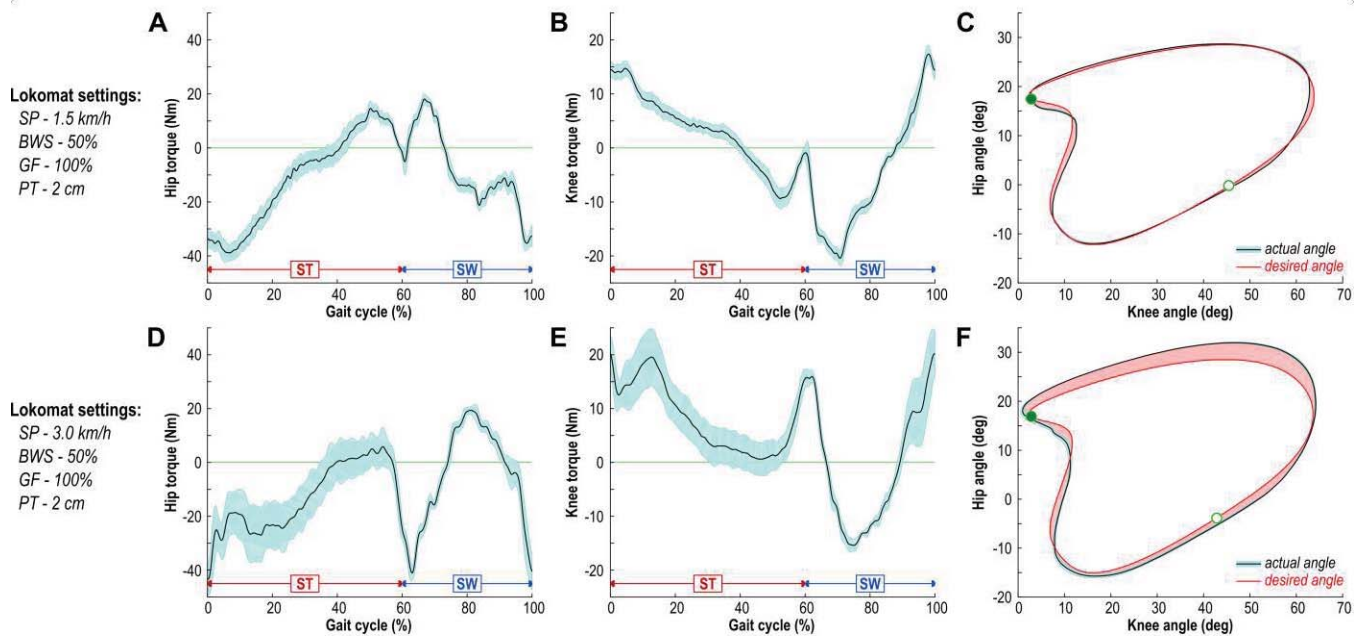 A
B
C
Lokomat settings:
SP - 1.5 km/h
BWS - 50%
GF - 100%
PT - 2 cm
Hip torque (Nm)
40
20
0
-20
-40
ST
SW
0
20
40
60
80
100
Gait cycle (%)
Knee torque (Nm)
20
10
0
-10
-20
ST
SW
0
20
40
60
80
100
Gait cycle (%)
Hip angle (deg)
30
20
10
0
-10
-20
actual angle
desired angle
0
10
20
30
40
50
60
70
Knee angle (deg)
D
E
F
Lokomat settings:
SP - 3.0 km/h
BWS - 50%
GF - 100%
PT - 2 cm
Hip torque (Nm)
40
20
0
-20
-40
ST
SW
0
20
40
60
80
100
Gait cycle (%)
Knee torque (Nm)
20
10
0
-10
-20
ST
SW
0
20
40
60
80
100
Gait cycle (%)
Hip angle (deg)
30
20
10
0
-10
-20
actual angle
desired angle
0
10
20
30
40
50
60
70
Knee angle (deg)